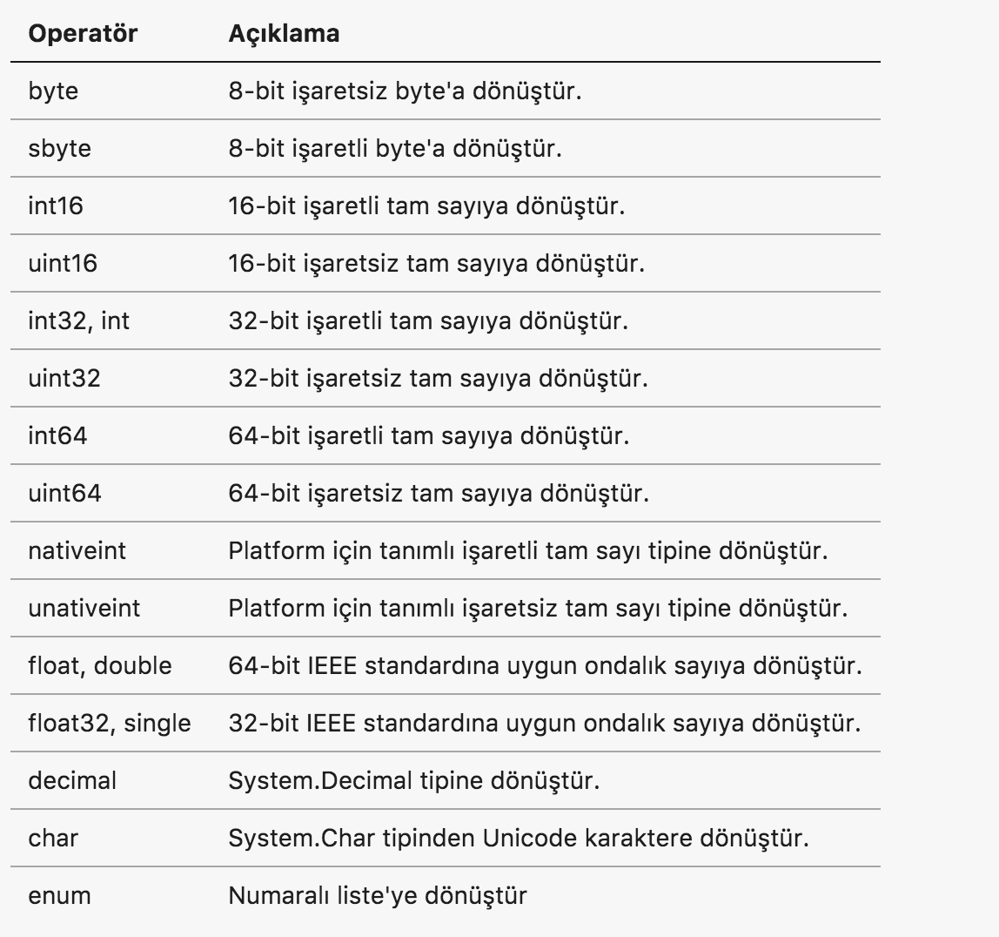 Operatör Açıklama
byte 8-bit işaretsiz byte'a dönüştür.
sbyte 8-bit işaretli byte'a dönüştür.
int16 16-bit işaretli tam sayıya dönüştür.
uint16 16-bit işaretsiz tam sayıya dönüştür.
int32, int 32-bit işaretli tam sayıya dönüştür.
uint32 32-bit işaretsiz tam sayıya dönüştür.
int64 64-bit işaretli tam sayıya dönüştür.
uint64 64-bit işaretsiz tam sayıya dönüştür.
nativeint Platform için tanımlı işaretli tam sayı tipine dönüştür.
unativeint Platform için tanımlı işaretsiz tam sayı tipine dönüştür.
float, double 64-bit IEEE standardına uygun ondalık sayıya dönüştür.
float32, single 32-bit IEEE standardına uygun ondalık sayıya dönüştür.
decimal System.Decimal tipine dönüştür.
char System.Char tipinden Unicode karaktere dönüştür.
enum Numaralı liste'ye dönüştür